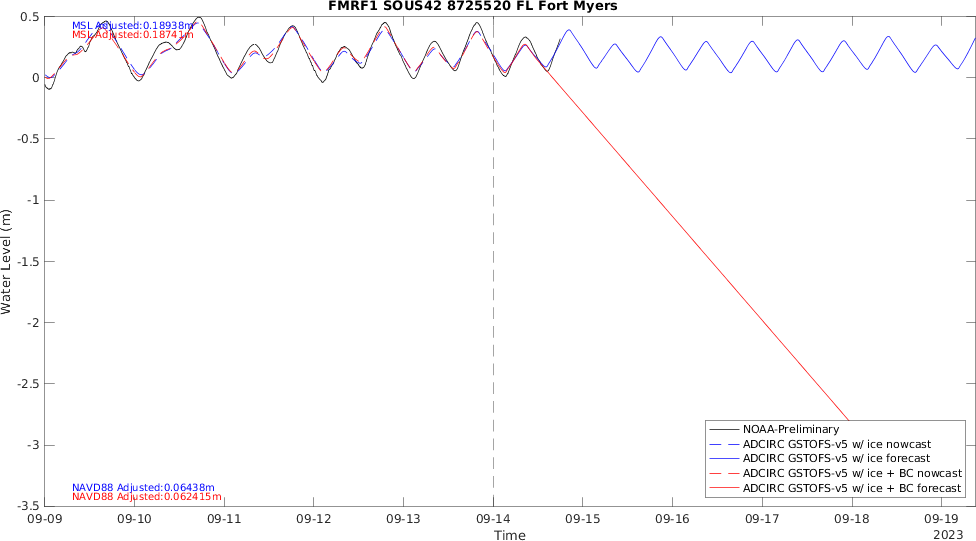 FMRF1 SOUS42 8725520 FL Fort Myers
0.5
MSL Adjusted:0.18938m
MSL Adjusted:0.18741m
0
-0.5
-1
-1.5
-2
-2.5
-3
-3.5
Water Level (m)
NOAA-Preliminary
ADCIRC GSTOFS-v5 w/ ice nowcast
ADCIRC GSTOFS-v5 w/ ice forecast
ADCIRC GSTOFS-v5 w/ ice + BC nowcast
ADCIRC GSTOFS-v5 w/ ice + BC forecast
NAVD88 Adjusted:0.06438m
NAVD88 Adjusted:0.062415m
09-09 09-10 09-11 09-12 09-13 09-14 09-15 09-16 09-17 09-18 09-19
Time
2023